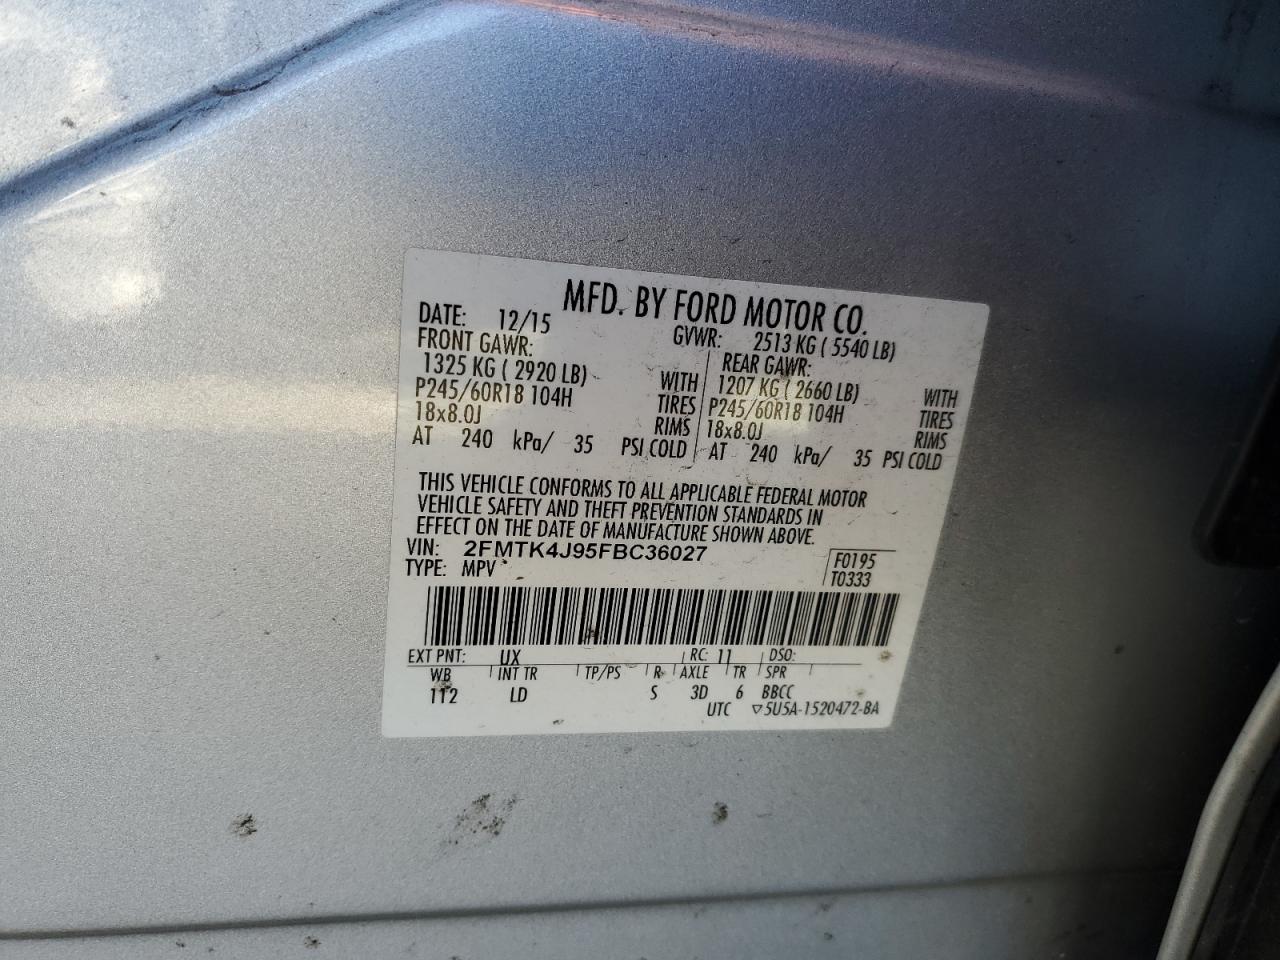 MFD. BY FORD MOTOR CO.
DATE: 12/15 GVWR: 2513 KG ( 5540 LB)
FRONT GAWR: REAR GAWR:
1325 KG ( 2920 LB) WITH 1207 KG ( 2660 LB) WITH
P245/60R18 104H TIRES P245/60R18 104H TIRES
18x8.0J RIMS 18x8.0J RIMS
AT 240 kPa/ 35 PSI COLD AT 240 kPa/ 35 PSI COLD
THIS VEHICLE CONFORMS TO ALL APPLICABLE FEDERAL MOTOR
VEHICLE SAFETY AND THEFT PREVENTION STANDARDS IN
EFFECT ON THE DATE OF MANUFACTURE SHOWN ABOVE.
VIN: 2FMTK4J95FBC36027 F0195
TYPE: MPV T0333
EXT PNT: UX RC: 11 DSO:
WB INT TR TP/PS R AXLE TR SPR
112 LD S 3D 6 BBCC
UTC ▽5U5A-1520472-BA